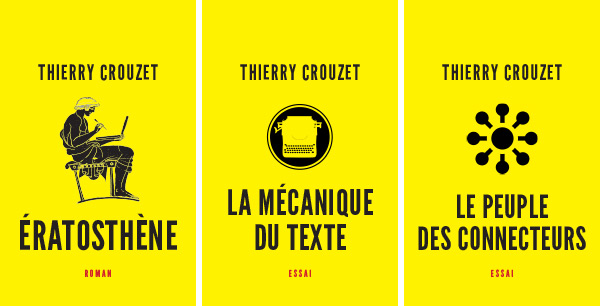 THIERRY CROUZET
ÉRATOSTHÈNE
ROMAN
THIERRY CROUZET
LA MÉCANIQUE
DU TEXTE
ESSAI
THIERRY CROUZET
LE PEUPLE
DES CONNECTEURS
ESSAI